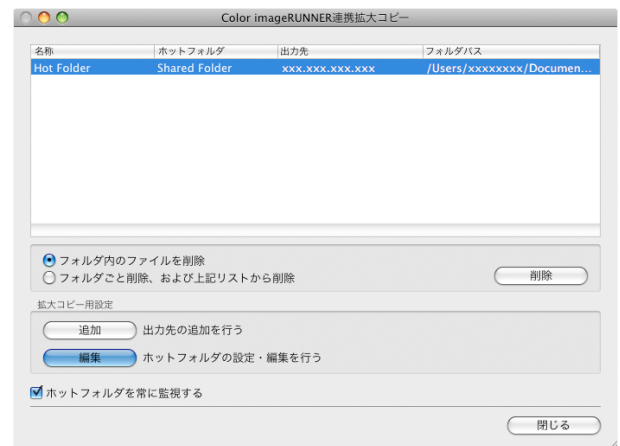 Color imageRUNNER連携拡大コピー
名称 ホットフォルダ 出力先 フォルダパス
Hot Folder Shared Folder xxx.xxx.xxx.xxx /Users/xxxxxxxx/Documen...
フォルダ内のファイルを削除
フォルダごと削除、および上記リストから削除 削除
拡大コピー用設定
追加 出力先の追加を行う
編集 ホットフォルダの設定・編集を行う
ホットフォルダを常に監視する
閉じる